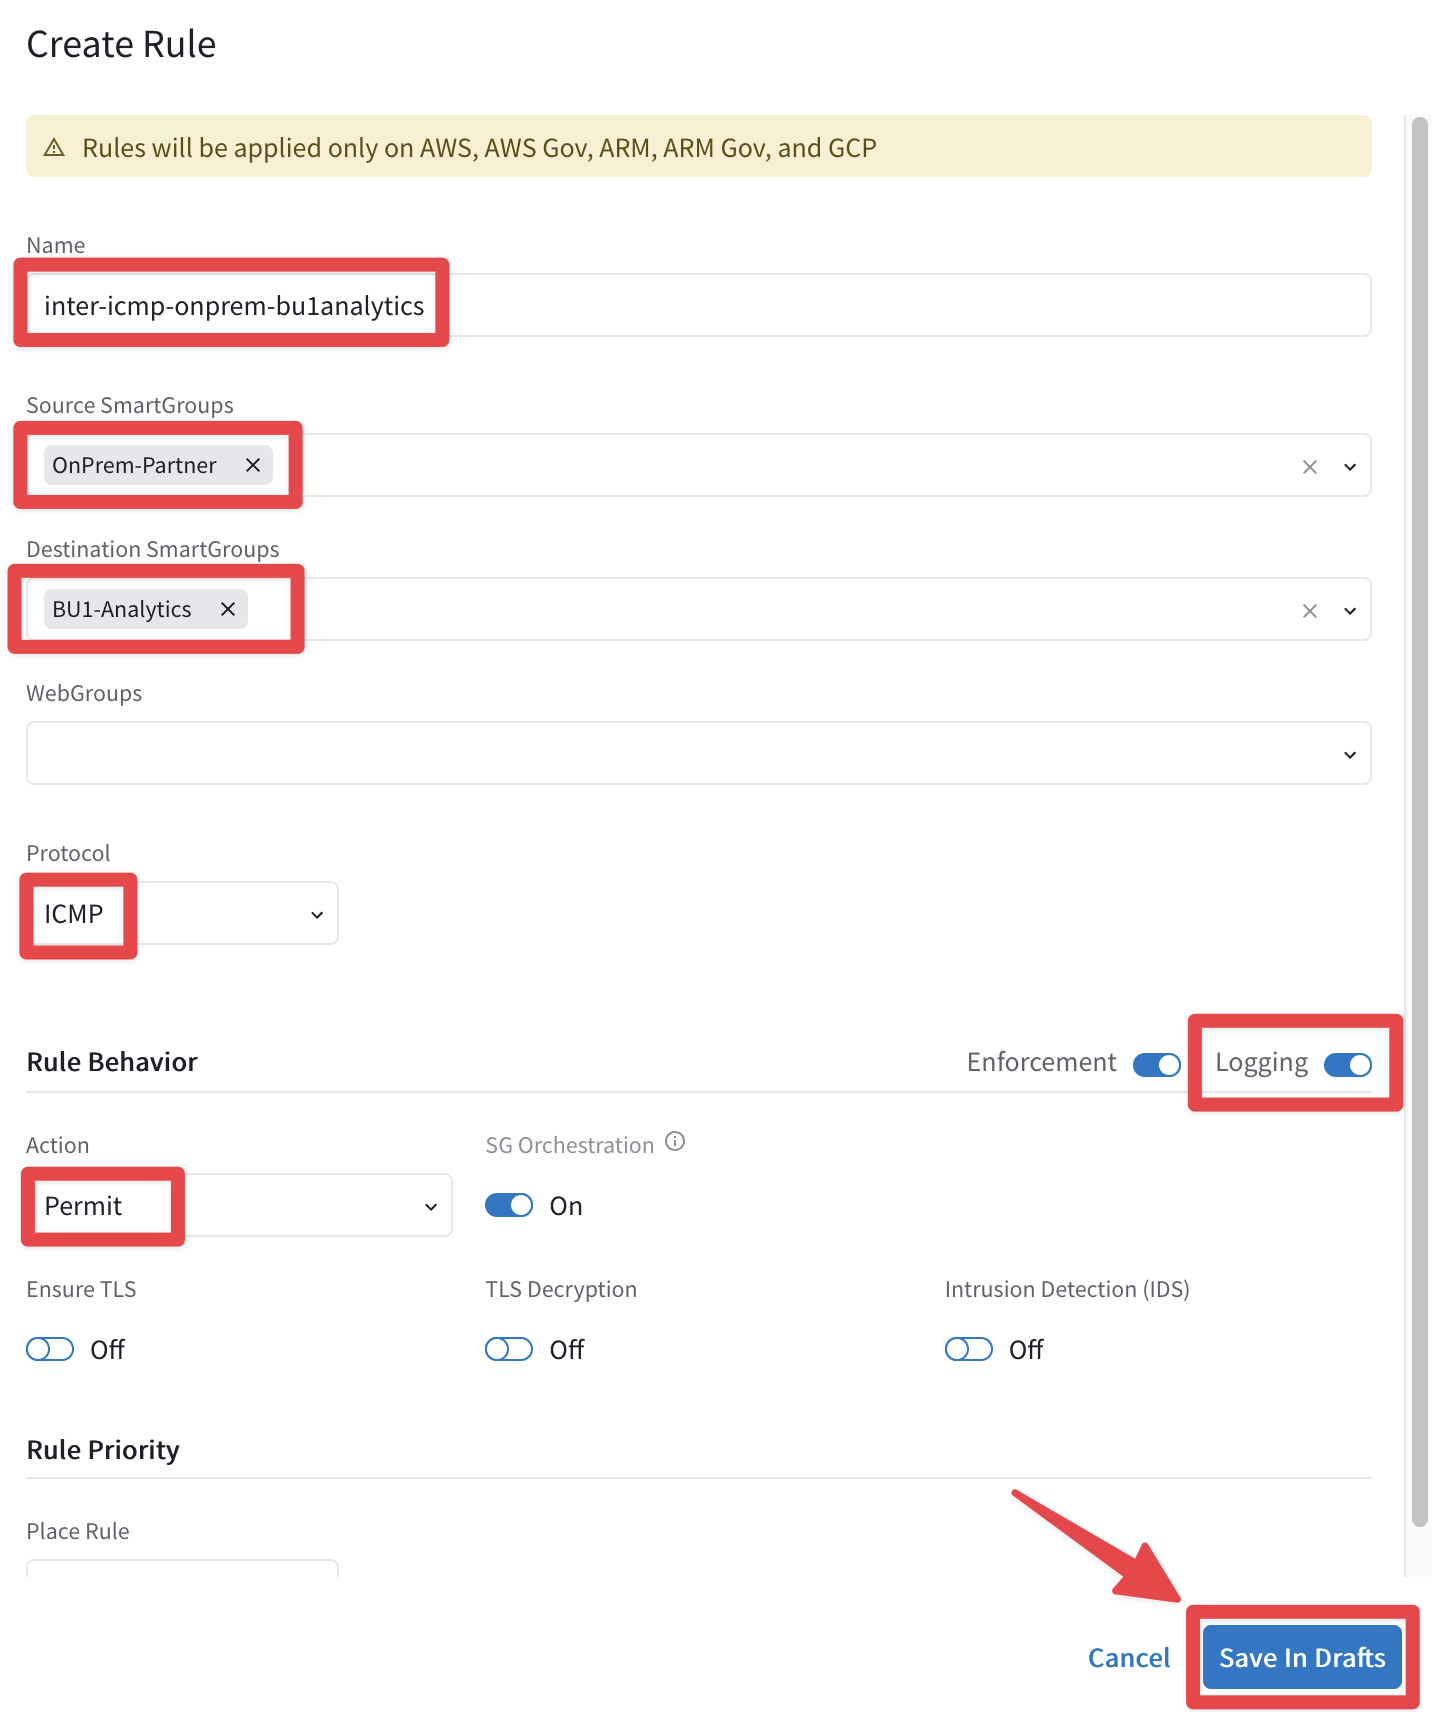 Create Rule
Rules will be applied only on AWS, AWS Gov, ARM, ARM Gov, and GCP
Name
inter-icmp-onprem-bu1analytics
Source SmartGroups
OnPrem-Partner
Destination SmartGroups
BU1-Analytics
WebGroups
Protocol
ICMP
Rule Behavior Enforcement Logging
Action SG Orchestration
Permit On
Ensure TLS TLS Decryption Intrusion Detection (IDS)
Off Off Off
Rule Priority
Place Rule
Cancel Save In Drafts